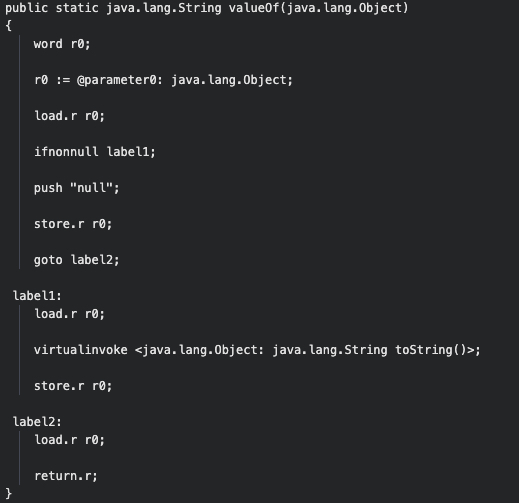 public static java.lang.String valueOf(java.lang.Object)
{
word r0;
r0 := @parameter0: java.lang.Object;
load.r r0;
ifnonnull label1;
push "null";
store.r r0;
goto label2;
label1:
load.r r0;
virtualinvoke <java.lang.Object: java.lang.String toString()>;
store.r r0;
label2:
load.r r0;
return.r;
}